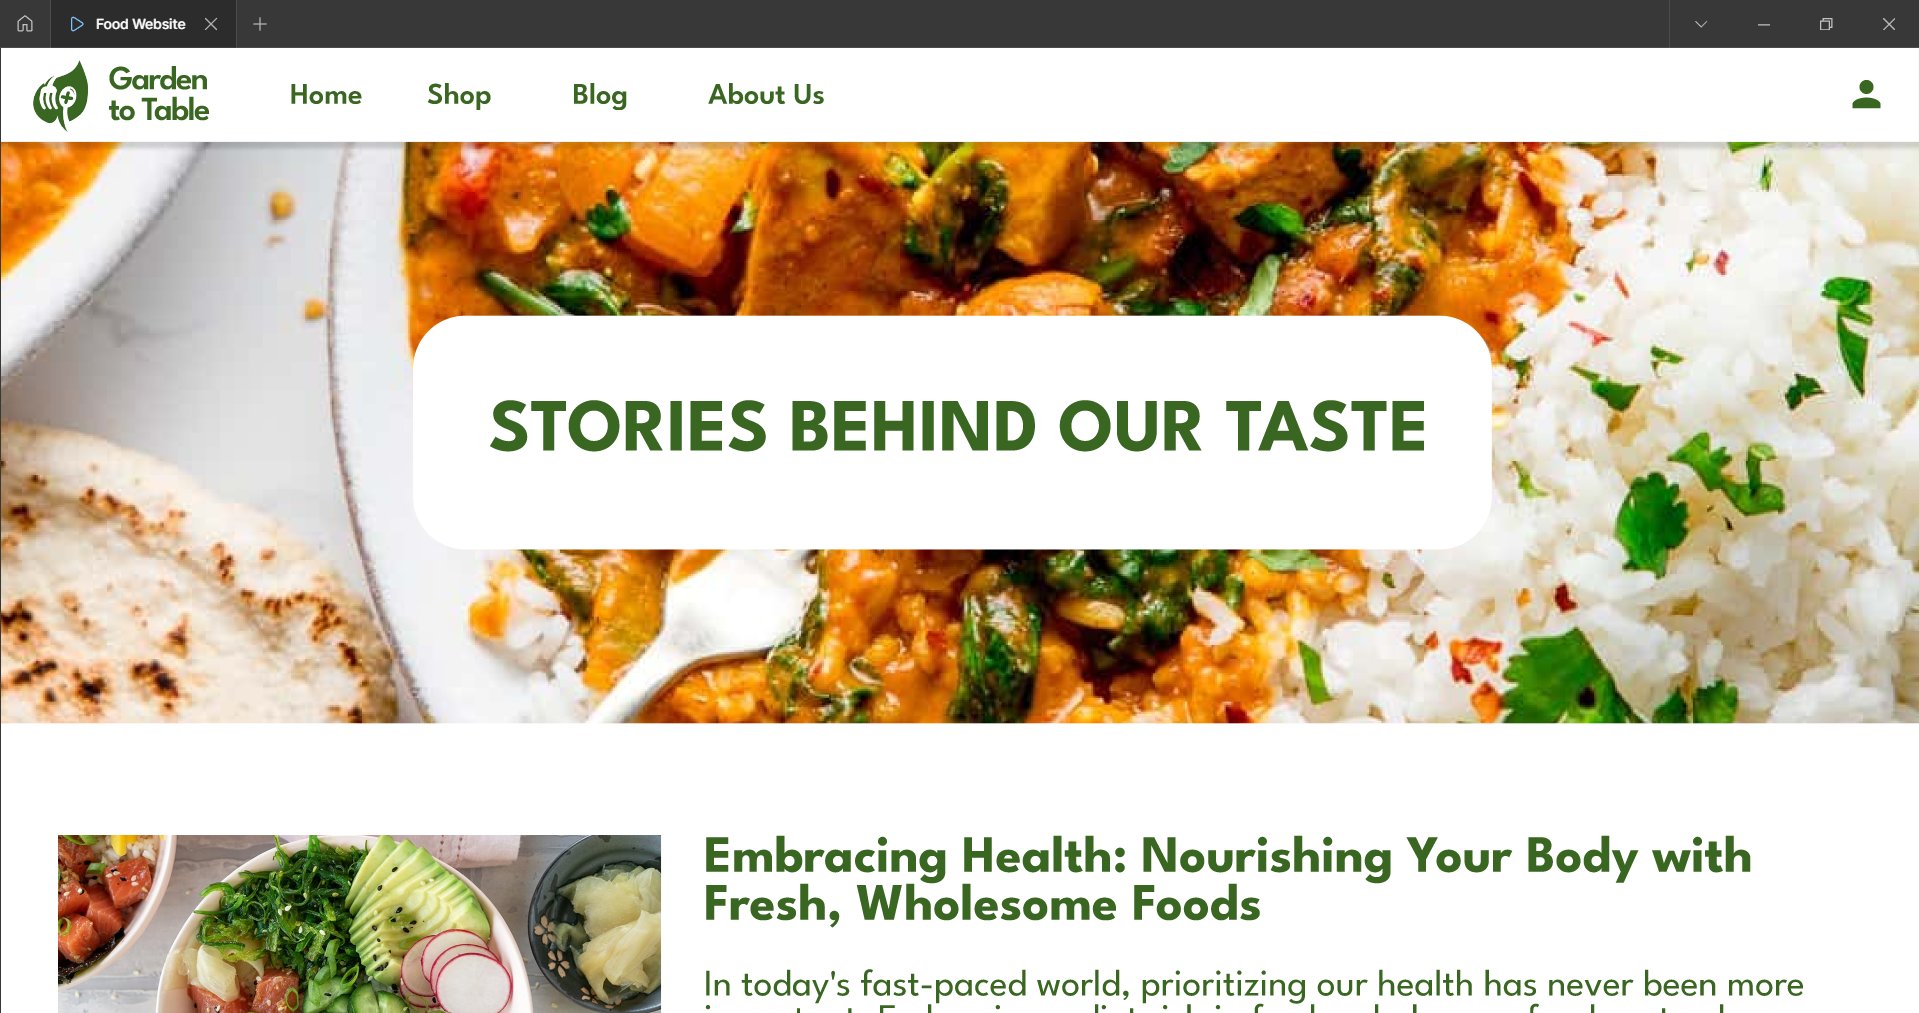 Food Website
Garden
to Table
Home
Shop
Blog
About Us
STORIES BEHIND OUR TASTE
Embracing Health: Nourishing Your Body with
Fresh, Wholesome Foods
In today's fast-paced world, prioritizing our health has never been more